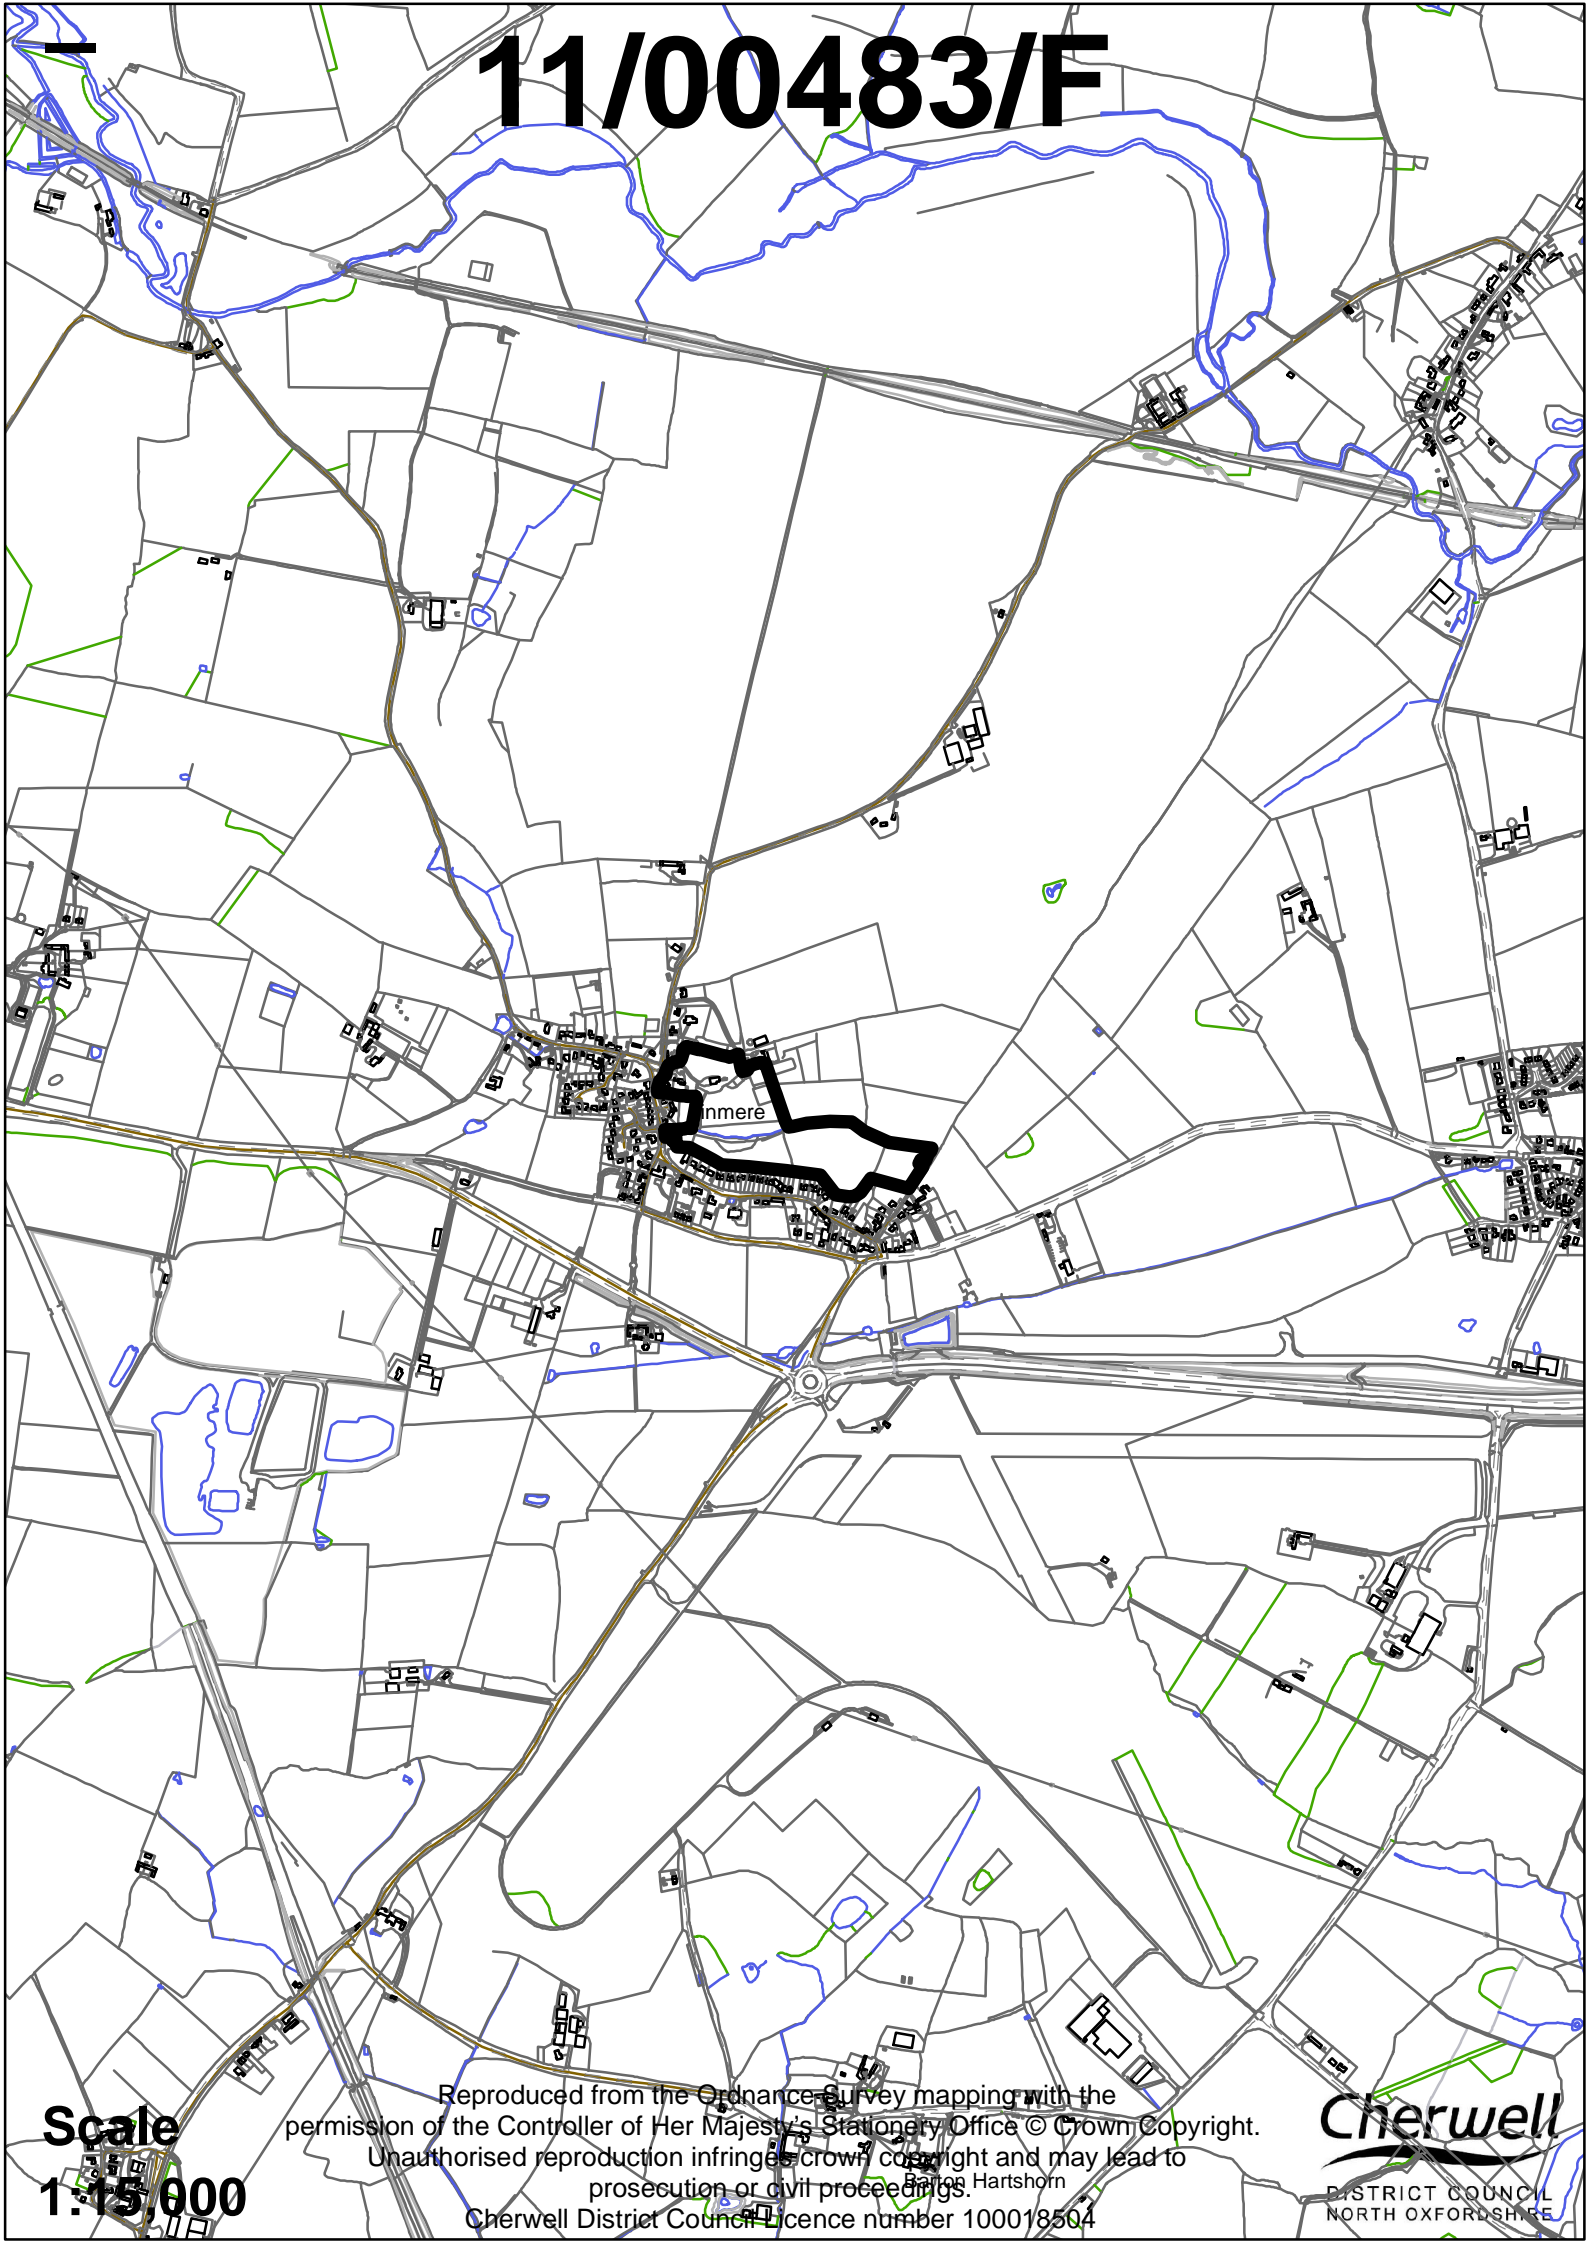 11/00483/F
inmere
Scale
1:15,000
Reproduced from the Ordnance Survey mapping with the
permission of the Controller of Her Majesty's Stationery Office © Crown Copyright.
Unauthorised reproduction infringes crown copyright and may lead to
prosecution or civil proceedings.
Barton Hartshorn
Cherwell District Council Licence number 100018504
Cherwell
DISTRICT COUNCIL
NORTH OXFORDSHIRE